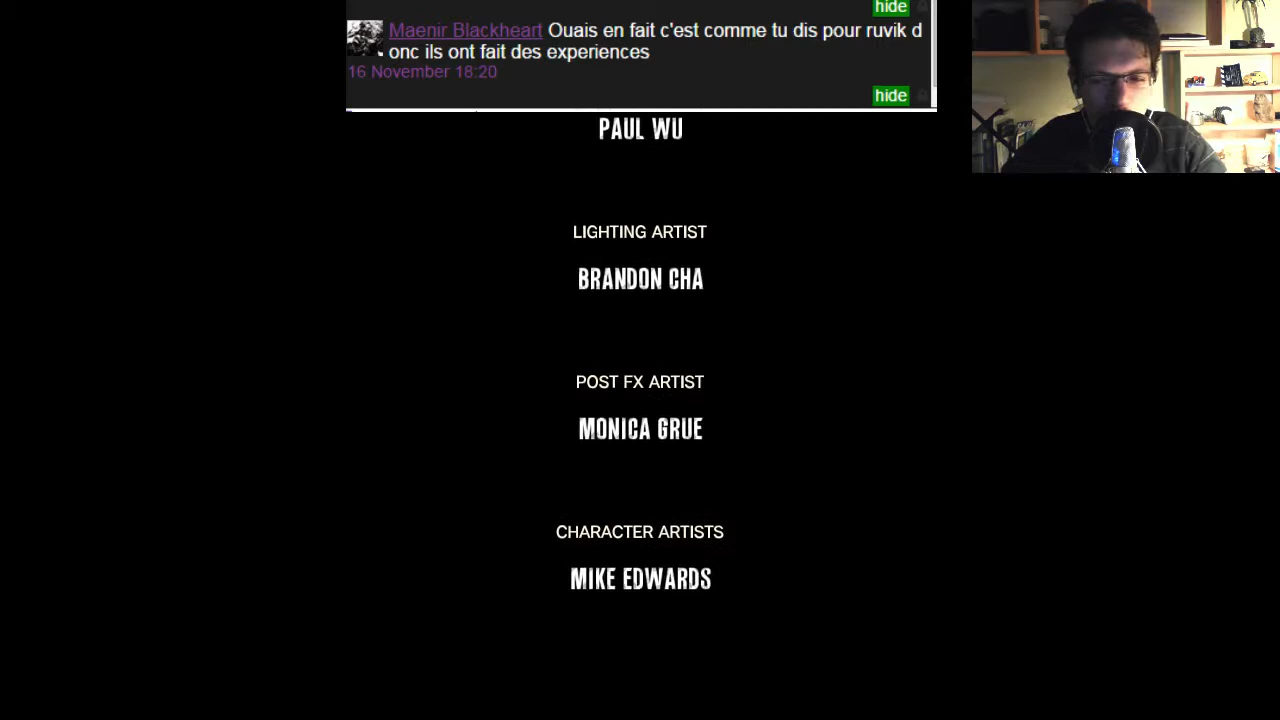 hide
Maenir Blackheart Ouais en fait c'est comme tu dis pour ruvik d
onc ils ont fait des experiences
16 November 18:20
hide
PAUL WU
LIGHTING ARTIST
BRANDON CHA
POST FX ARTIST
MONICA GRUE
CHARACTER ARTISTS
MIKE EDWARDS